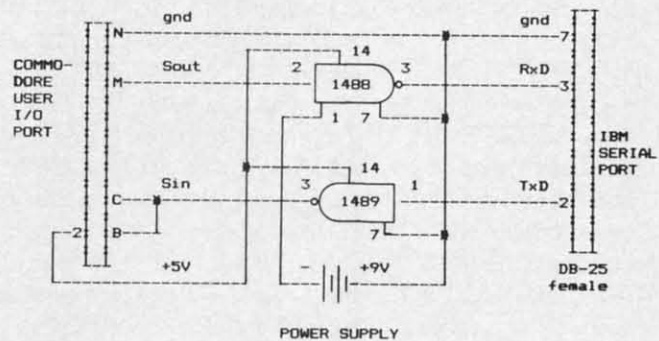 gnd
gnd
N
7
14
COMMO-
DORE
USER
I/O
PORT
M
Sout
2
3
RxD
3
1488
1
7
IBM
SERIAL
PORT
14
Sin
3
1
TxD
C
1489
2
2
B
7
+5V
-
+9V
DB-25
female
POWER SUPPLY